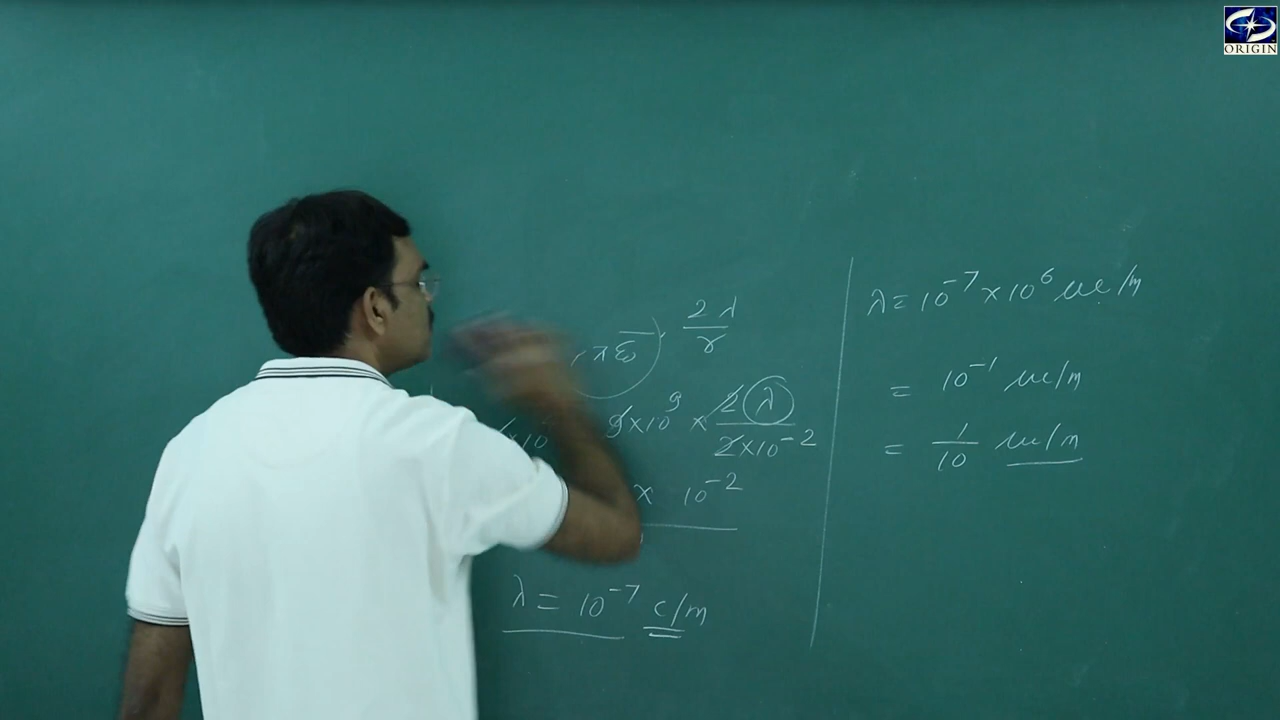 ORIGIN
πε₀) · 2λ/r
9×10⁹ × 2λ/2×10⁻²
× 10⁻²
λ = 10⁻⁷ c/m
λ = 10⁻⁷ × 10⁶ μc/m
= 10⁻¹ μc/m
= 1/10 μc/m